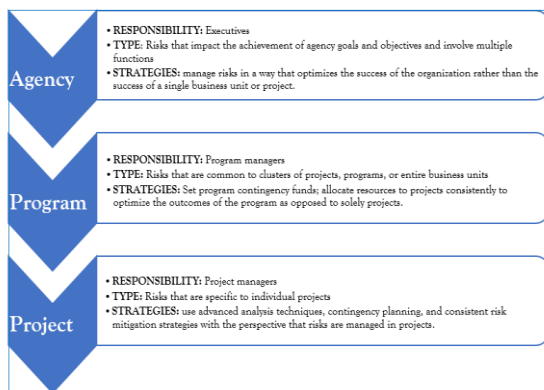 Agency
• RESPONSIBILITY: Executives
• TYPE: Risks that impact the achievement of agency goals and objectives and involve multiple
functions
• STRATEGIES: manage risks in a way that optimizes the success of the organization rather than the
success of a single business unit or project.
Program
• RESPONSIBILITY: Program managers
• TYPE: Risks that are common to clusters of projects, programs, or entire business units
• STRATEGIES: Set program contingency funds; allocate resources to projects consistently to
optimize the outcomes of the program as opposed to solely projects.
Project
• RESPONSIBILITY: Project managers
• TYPE: Risks that are specific to individual projects
• STRATEGIES: use advanced analysis techniques, contingency planning, and consistent risk
mitigation strategies with the perspective that risks are managed in projects.